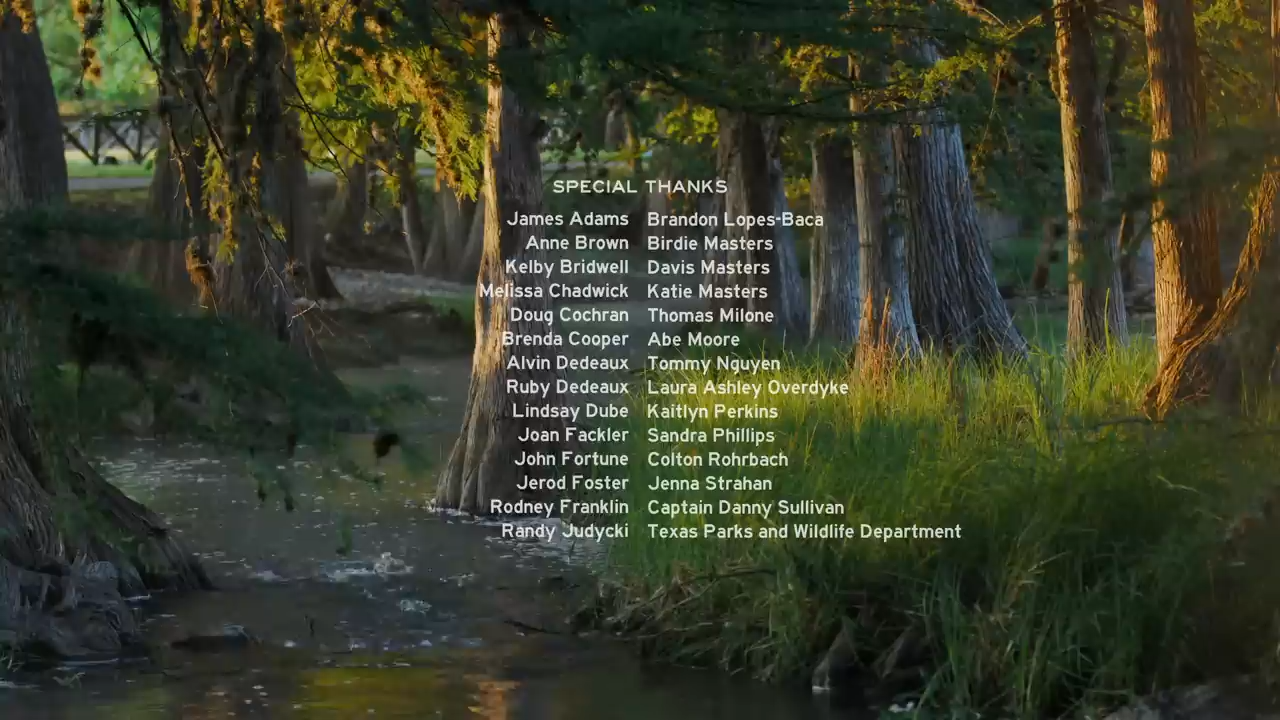 SPECIAL THANKS
James Adams Brandon Lopes-Baca
Anne Brown Birdie Masters
Kelby Bridwell Davis Masters
Melissa Chadwick Katie Masters
Doug Cochran Thomas Milone
Brenda Cooper Abe Moore
Alvin Dedeaux Tommy Nguyen
Ruby Dedeaux Laura Ashley Overdyke
Lindsay Dube Kaitlyn Perkins
Joan Fackler Sandra Phillips
John Fortune Colton Rohrbach
Jerod Foster Jenna Strahan
Rodney Franklin Captain Danny Sullivan
Randy Judycki Texas Parks and Wildlife Department